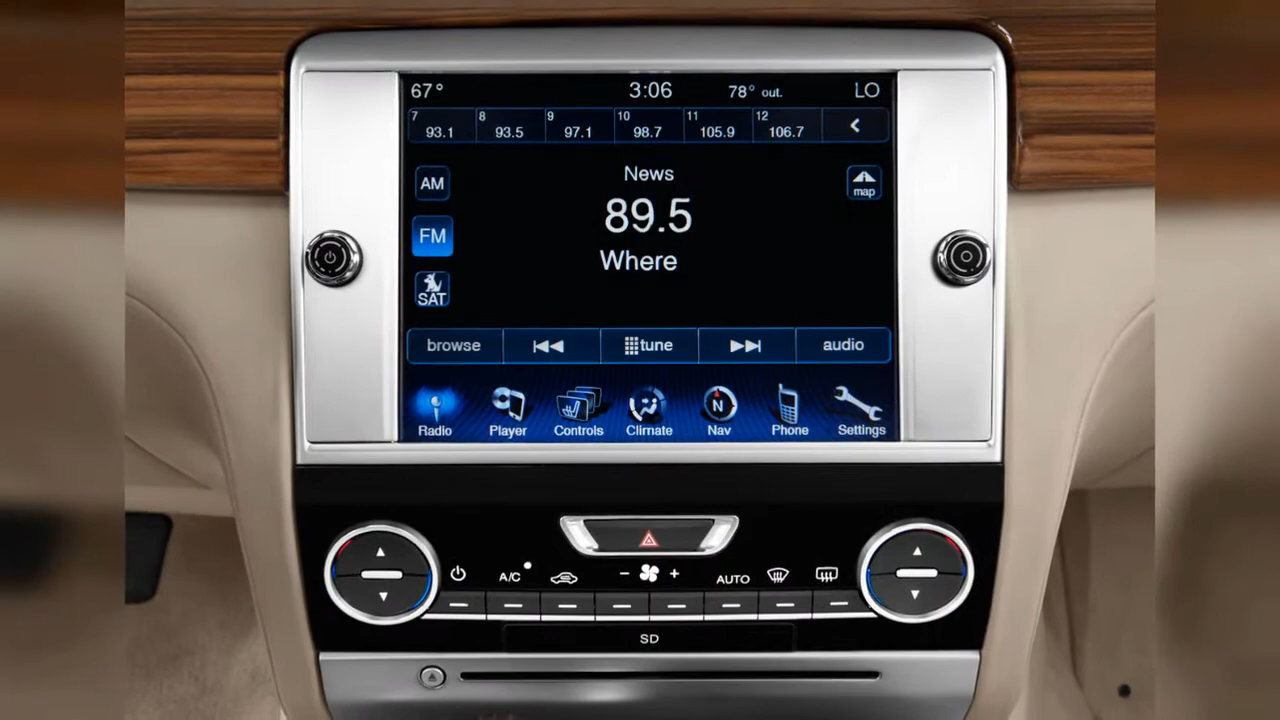 67° 3:06 78° out. LO
7 93.1 8 93.5 9 97.1 10 98.7 11 105.9 12 106.7
News
AM
map
89.5
FM
Where
SAT
browse tune audio
N
Radio Player Controls Climate Nav Phone Settings
A/C - + AUTO
SD